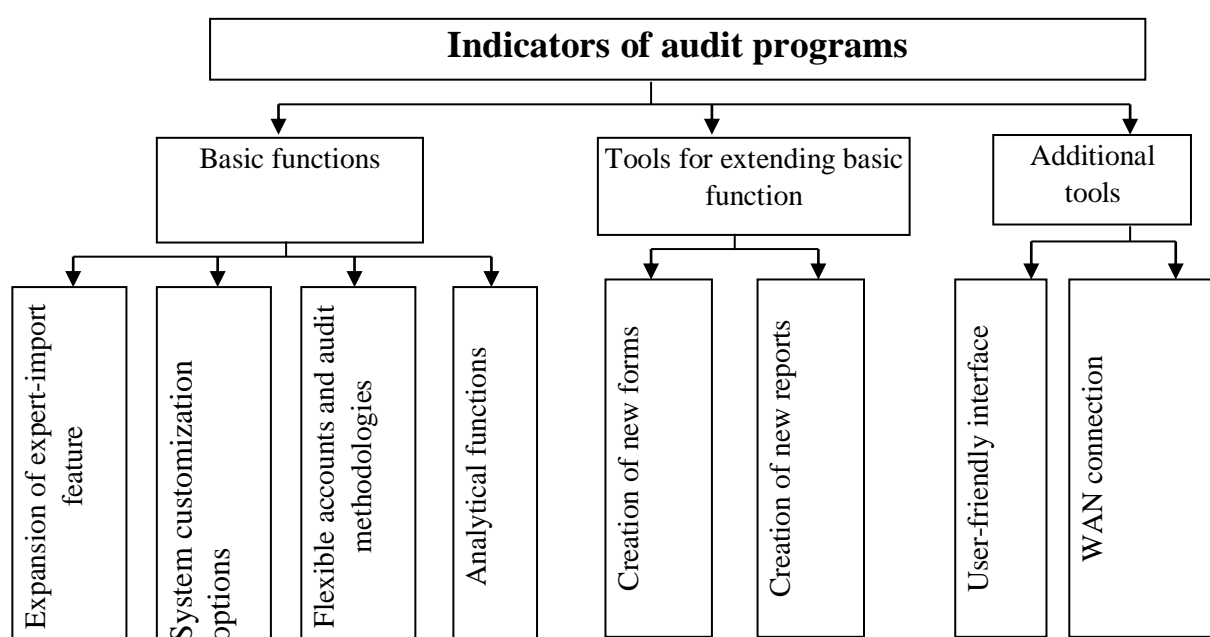 Indicators of audit programs
Basic functions
Tools for extending basic
function
Additional
tools
Expansion of expert-import
feature
System customization
options
Flexible accounts and audit
methodologies
Analytical functions
Creation of new forms
Creation of new reports
User-friendly interface
WAN connection